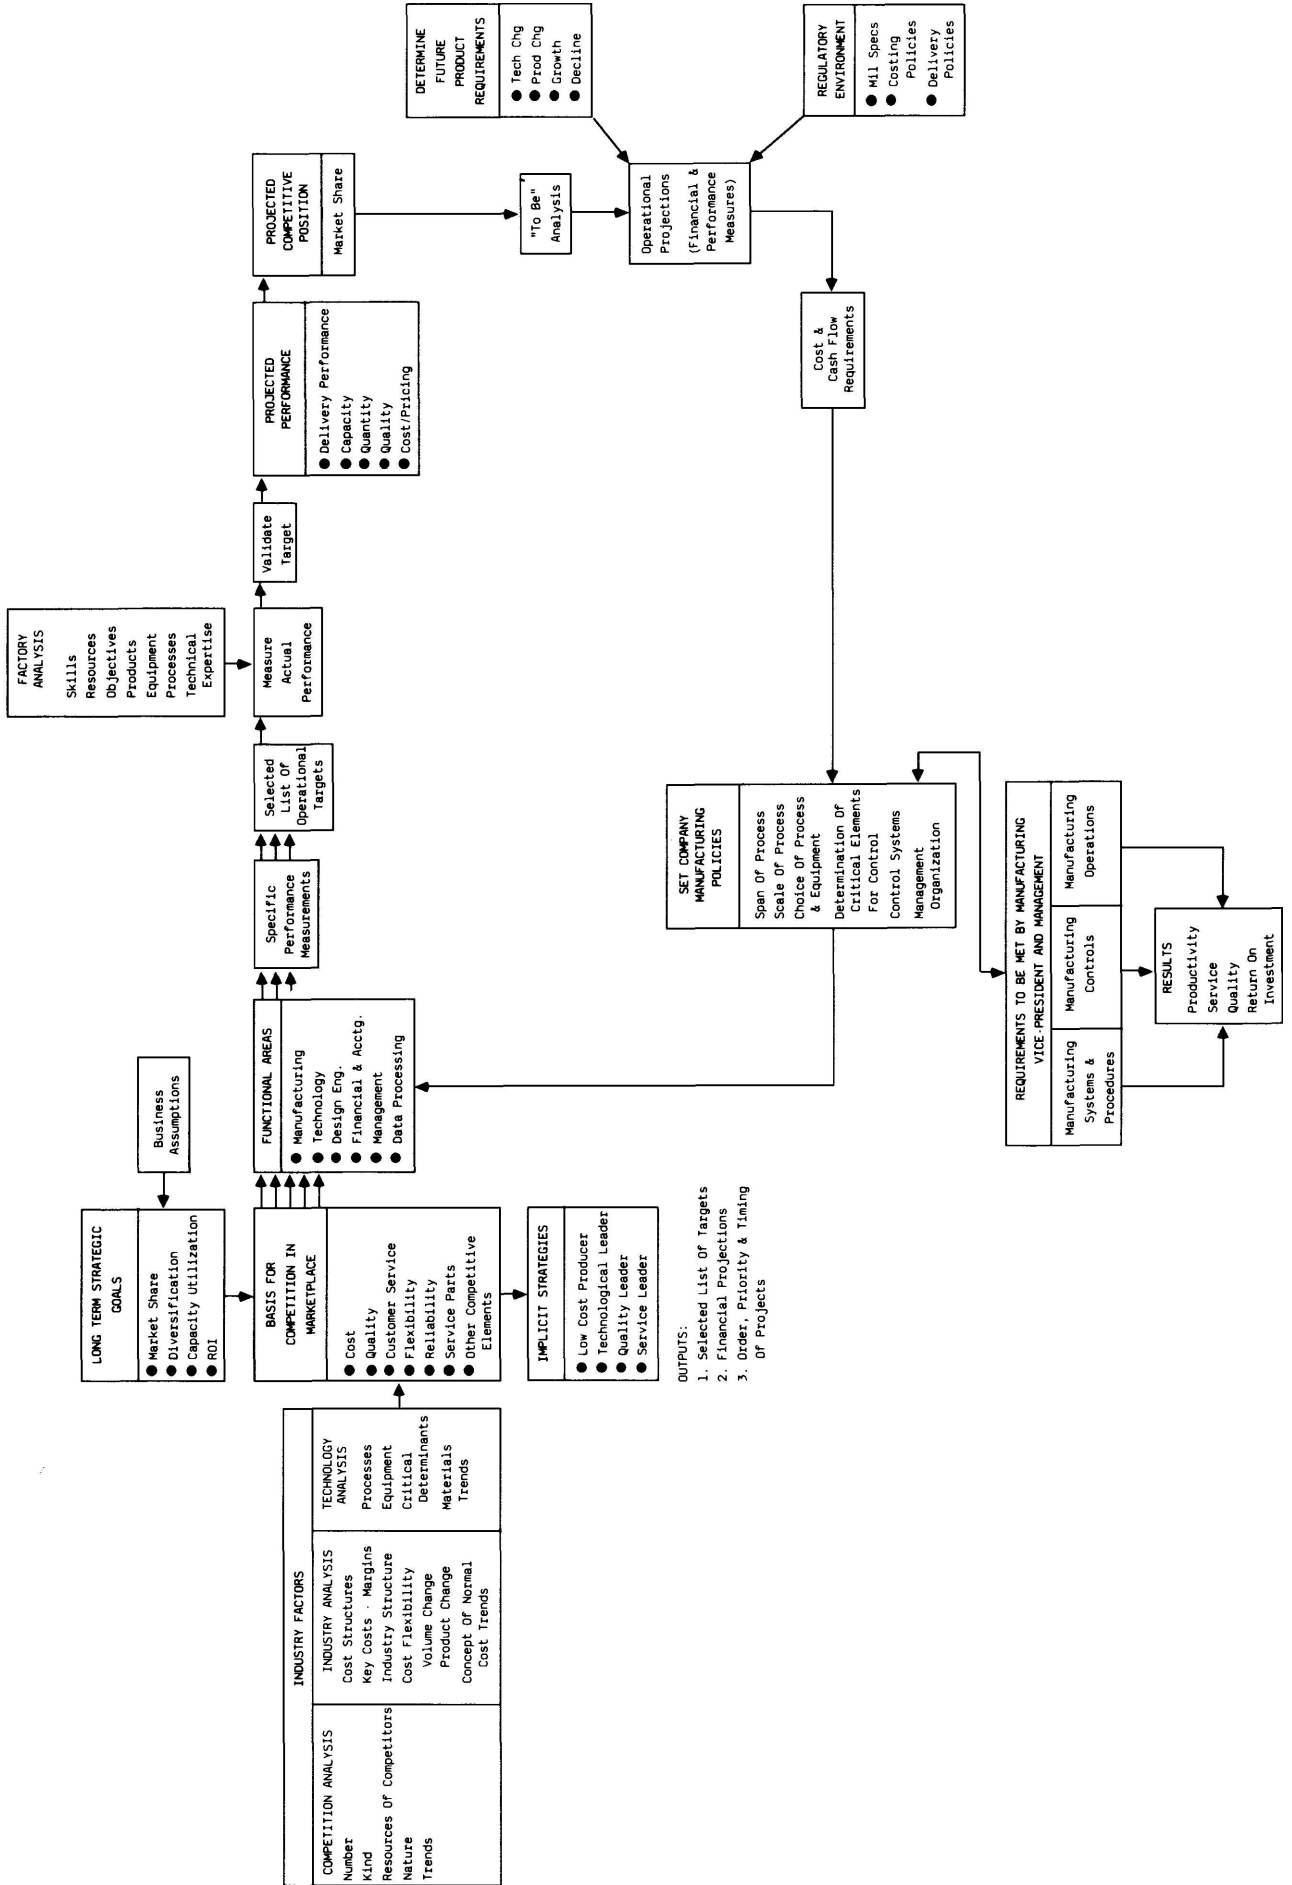 LONG TERM STRATEGIC
GOALS
● Market Share
● Diversification
● Capacity Utilization
● ROI
Business
Assumptions
INDUSTRY FACTORS
COMPETITION ANALYSIS
Number
Kind
Resources Of Competitors
Nature
Trends
INDUSTRY ANALYSIS
Cost Structures
Key Costs - Margins
Industry Structure
Cost Flexibility
Volume Change
Product Change
Concept Of Normal
Cost Trends
TECHNOLOGY
ANALYSIS
Processes
Equipment
Critical
Determinants
Materials
Trends
BASIS FOR
COMPETITION IN
MARKETPLACE
● Cost
● Quality
● Customer Service
● Flexibility
● Reliability
● Service Parts
● Other Competitive
Elements
IMPLICIT STRATEGIES
● Low Cost Producer
● Technological Leader
● Quality Leader
● Service Leader
OUTPUTS:
1. Selected List Of Targets
2. Financial Projections
3. Order, Priority & Timing
Of Projects
FUNCTIONAL AREAS
● Manufacturing
● Technology
● Design Eng.
● Financial & Acctg.
● Management
● Data Processing
Specific
Performance
Measurements
Selected
List Of
Operational
Targets
FACTORY
ANALYSIS
Skills
Resources
Objectives
Products
Equipment
Processes
Technical
Expertise
Measure
Actual
Performance
Validate
Target
PROJECTED
PERFORMANCE
● Delivery Performance
● Capacity
● Quantity
● Quality
● Cost/Pricing
PROJECTED
COMPETITIVE
POSITION
Market Share
"To Be"
Analysis
DETERMINE
FUTURE
PRODUCT
REQUIREMENTS
● Tech Chg
● Prod Chg
● Growth
● Decline
Operational
Projections
(Financial &
Performance
Measures)
REGULATORY
ENVIRONMENT
● Mil Specs
● Costing
Policies
● Delivery
Policies
Cost &
Cash Flow
Requirements
SET COMPANY
MANUFACTURING
POLICIES
Span Of Process
Scale Of Process
Choice Of Process
& Equipment
Determination Of
Critical Elements
For Control
Control Systems
Management
Organization
REQUIREMENTS TO BE MET BY MANUFACTURING
VICE-PRESIDENT AND MANAGEMENT
Manufacturing
Systems &
Procedures
Manufacturing
Controls
Manufacturing
Operations
RESULTS
Productivity
Service
Quality
Return On
Investment